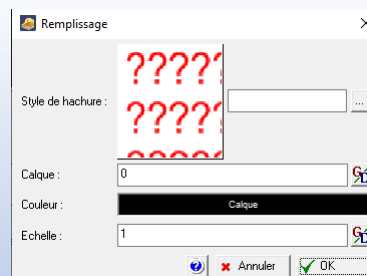 Remplissage
?????
Style de hachure :
...
?????
Calque :
0
Couleur :
Calque
Echelle :
1
Annuler
OK